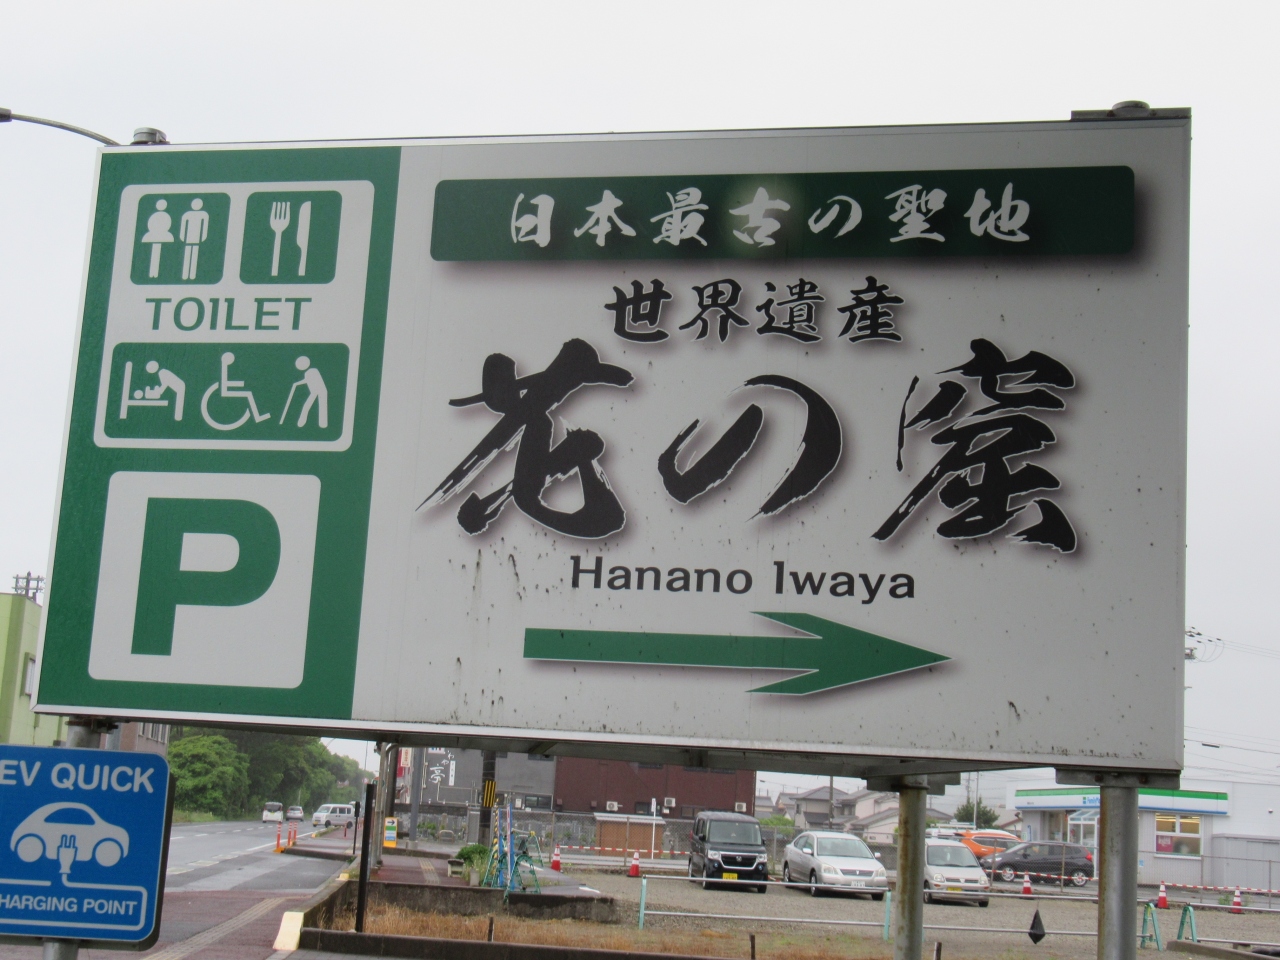 日本最古の聖地
世界遺産
花の窟
Hanano Iwaya
TOILET
P
EV QUICK
CHARGING POINT